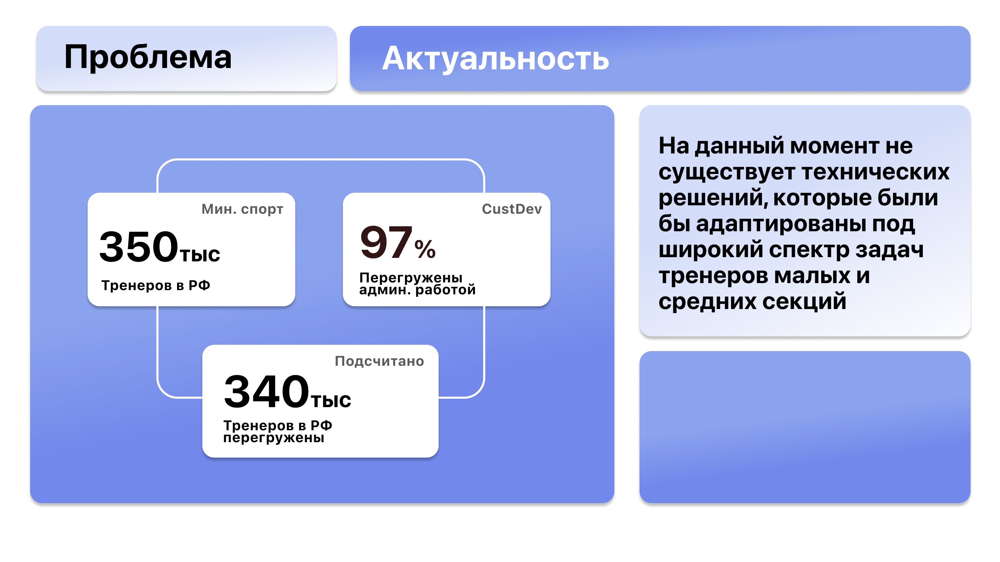 Проблема
Актуальность
Мин. спорт
350тыс
Тренеров в РФ
CustDev
97%
Перегружены
админ. работой
Подсчитано
340тыс
Тренеров в РФ
перегружены
На данный момент не
существует технических
решений, которые были
бы адаптированы под
широкий спектр задач
тренеров малых и
средних секций